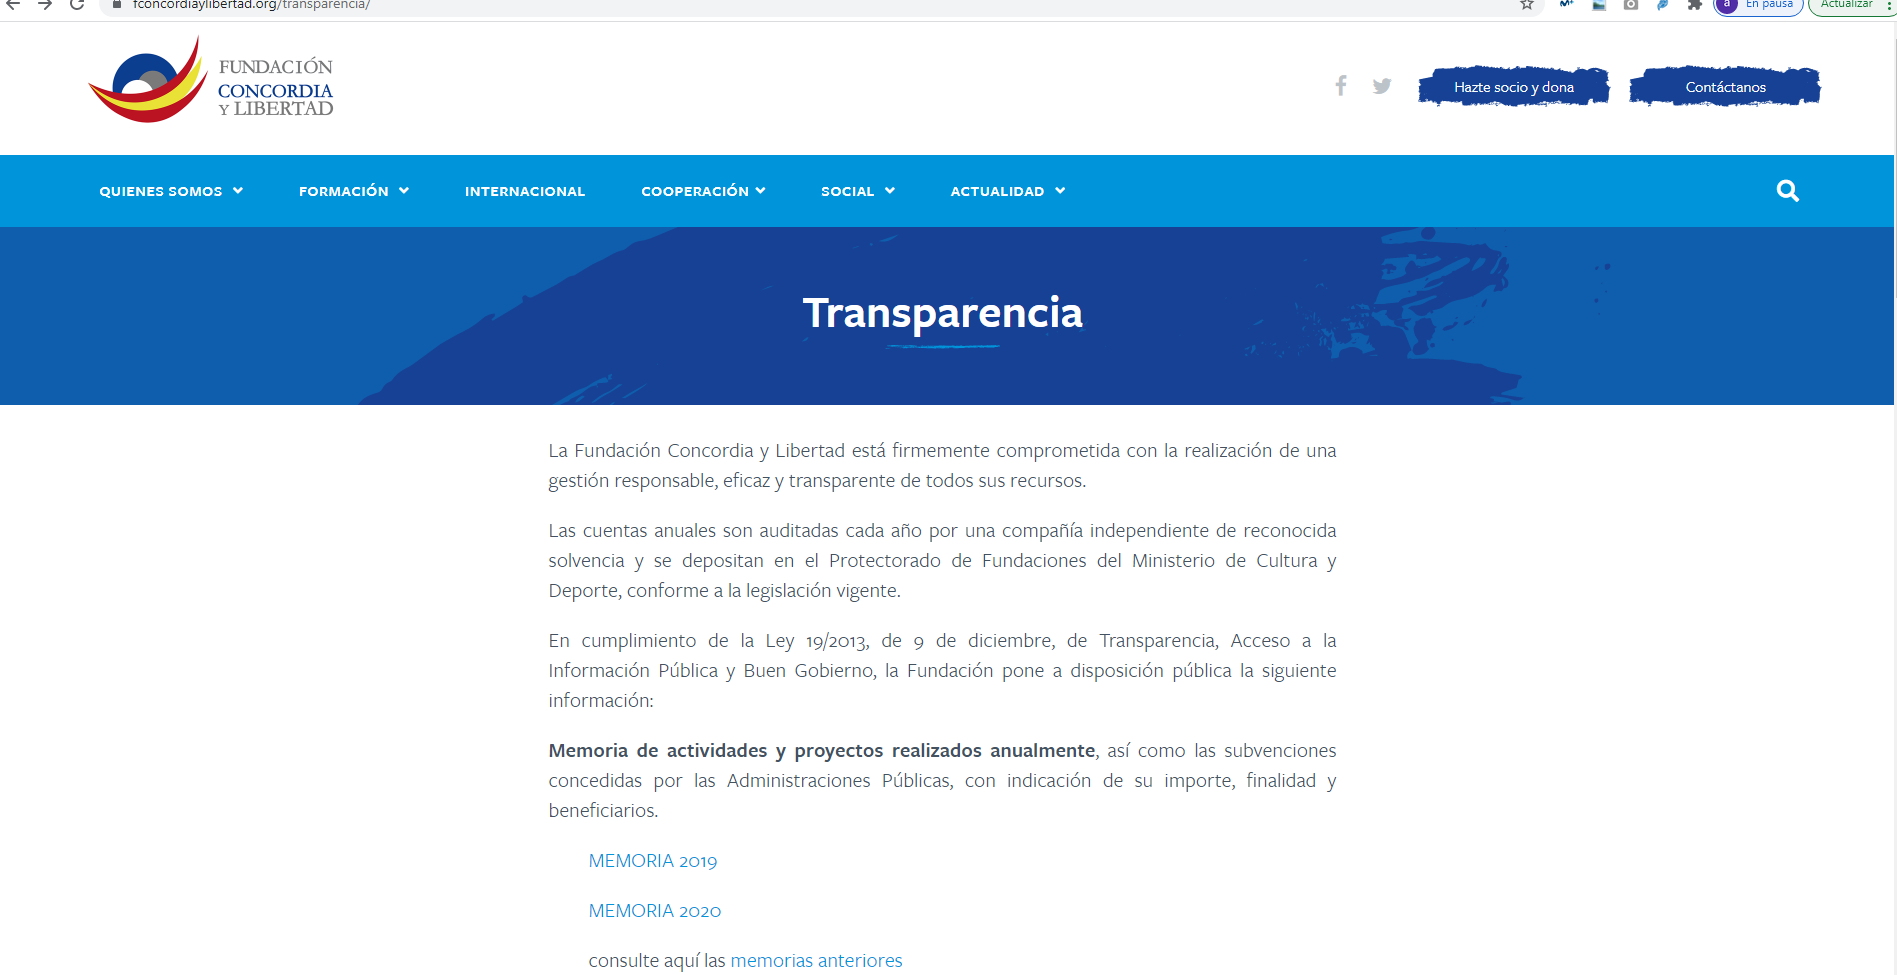 fconcordiaylibertad.org/transparencia/
a En pausa
Actualizar
FUNDACIÓN
CONCORDIA
Y LIBERTAD
Hazte socio y dona
Contáctanos
QUIENES SOMOS FORMACIÓN INTERNACIONAL COOPERACIÓN SOCIAL ACTUALIDAD
Transparencia
La Fundación Concordia y Libertad está firmemente comprometida con la realización de una
gestión responsable, eficaz y transparente de todos sus recursos.
Las cuentas anuales son auditadas cada año por una compañía independiente de reconocida
solvencia y se depositan en el Protectorado de Fundaciones del Ministerio de Cultura y
Deporte, conforme a la legislación vigente.
En cumplimiento de la Ley 19/2013, de 9 de diciembre, de Transparencia, Acceso a la
Información Pública y Buen Gobierno, la Fundación pone a disposición pública la siguiente
información:
Memoria de actividades y proyectos realizados anualmente, así como las subvenciones
concedidas por las Administraciones Públicas, con indicación de su importe, finalidad y
beneficiarios.
MEMORIA 2019
MEMORIA 2020
consulte aquí las memorias anteriores